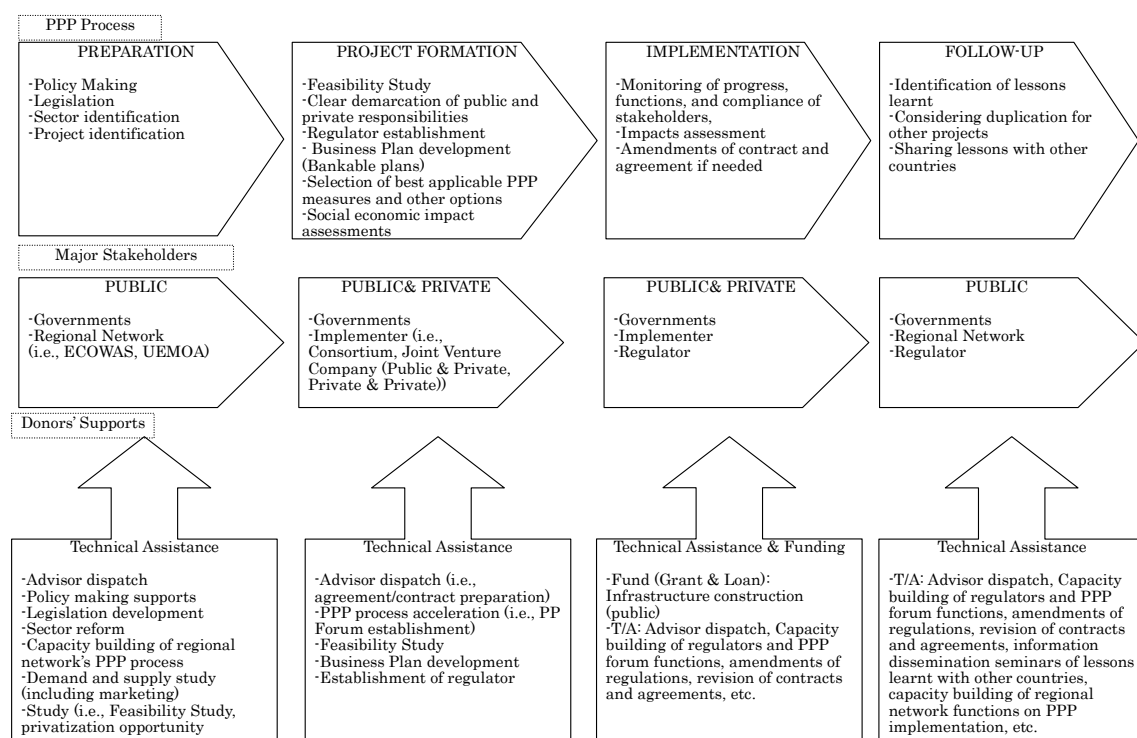 PPP Process
PREPARATION
-Policy Making
-Legislation
-Sector identification
-Project identification
PROJECT FORMATION
-Feasibility Study
-Clear demarcation of public and
private responsibilities
-Regulator establishment
- Business Plan development
(Bankable plans)
-Selection of best applicable PPP
measures and other options
-Social economic impact
assessments
IMPLEMENTATION
-Monitoring of progress,
functions, and compliance of
stakeholders,
-Impacts assessment
-Amendments of contract and
agreement if needed
FOLLOW-UP
-Identification of lessons
learnt
-Considering duplication for
other projects
-Sharing lessons with other
countries
Major Stakeholders
PUBLIC
-Governments
-Regional Network
(i.e., ECOWAS, UEMOA)
PUBLIC& PRIVATE
-Governments
-Implementer (i.e.,
Consortium, Joint Venture
Company (Public & Private,
Private & Private))
PUBLIC& PRIVATE
-Governments
-Implementer
-Regulator
PUBLIC
-Governments
-Regional Network
-Regulator
Donors' Supports
Technical Assistance
-Advisor dispatch
-Policy making supports
-Legislation development
-Sector reform
-Capacity building of regional
network's PPP process
-Demand and supply study
(including marketing)
-Study (i.e., Feasibility Study,
privatization opportunity
Technical Assistance
-Advisor dispatch (i.e.,
agreement/contract preparation)
-PPP process acceleration (i.e., PP
Forum establishment)
-Feasibility Study
-Business Plan development
-Establishment of regulator
Technical Assistance & Funding
-Fund (Grant & Loan):
Infrastructure construction
(public)
-T/A: Advisor dispatch, Capacity
building of regulators and PPP
forum functions, amendments of
regulations, revision of contracts
and agreements, etc.
Technical Assistance
-T/A: Advisor dispatch, Capacity
building of regulators and PPP
forum functions, amendments of
regulations, revision of contracts
and agreements, information
dissemination seminars of lessons
learnt with other countries,
capacity building of regional
network functions on PPP
implementation, etc.